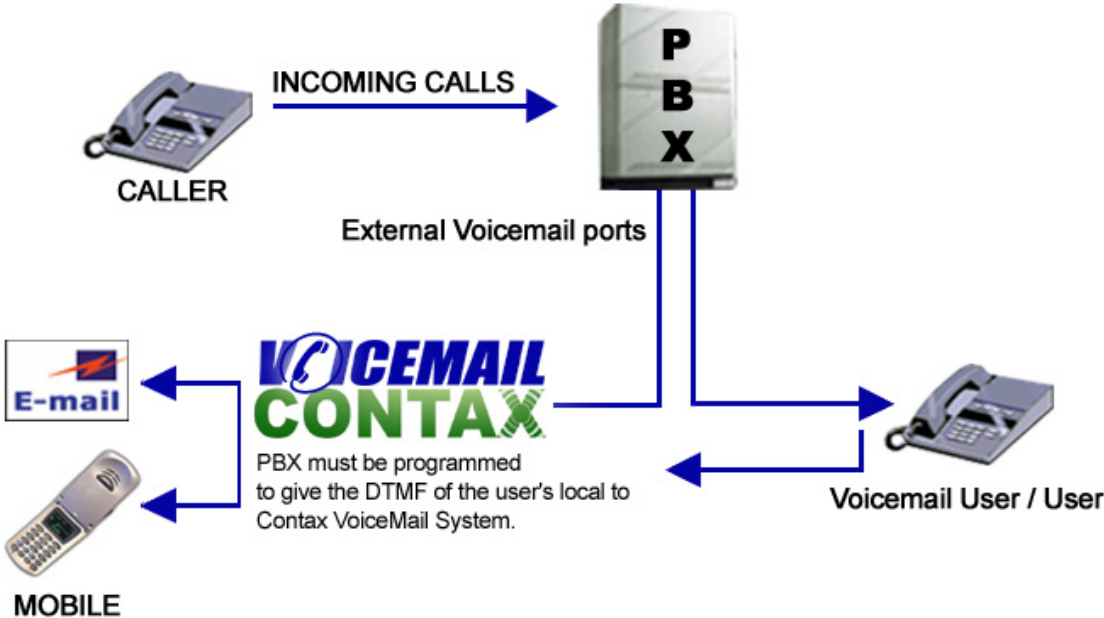 P
B
X
INCOMING CALLS
CALLER
External Voicemail ports
E-mail
VOICEMAIL
CONTAX
PBX must be programmed
to give the DTMF of the user's local to
Contax VoiceMail System.
Voicemail User / User
MOBILE